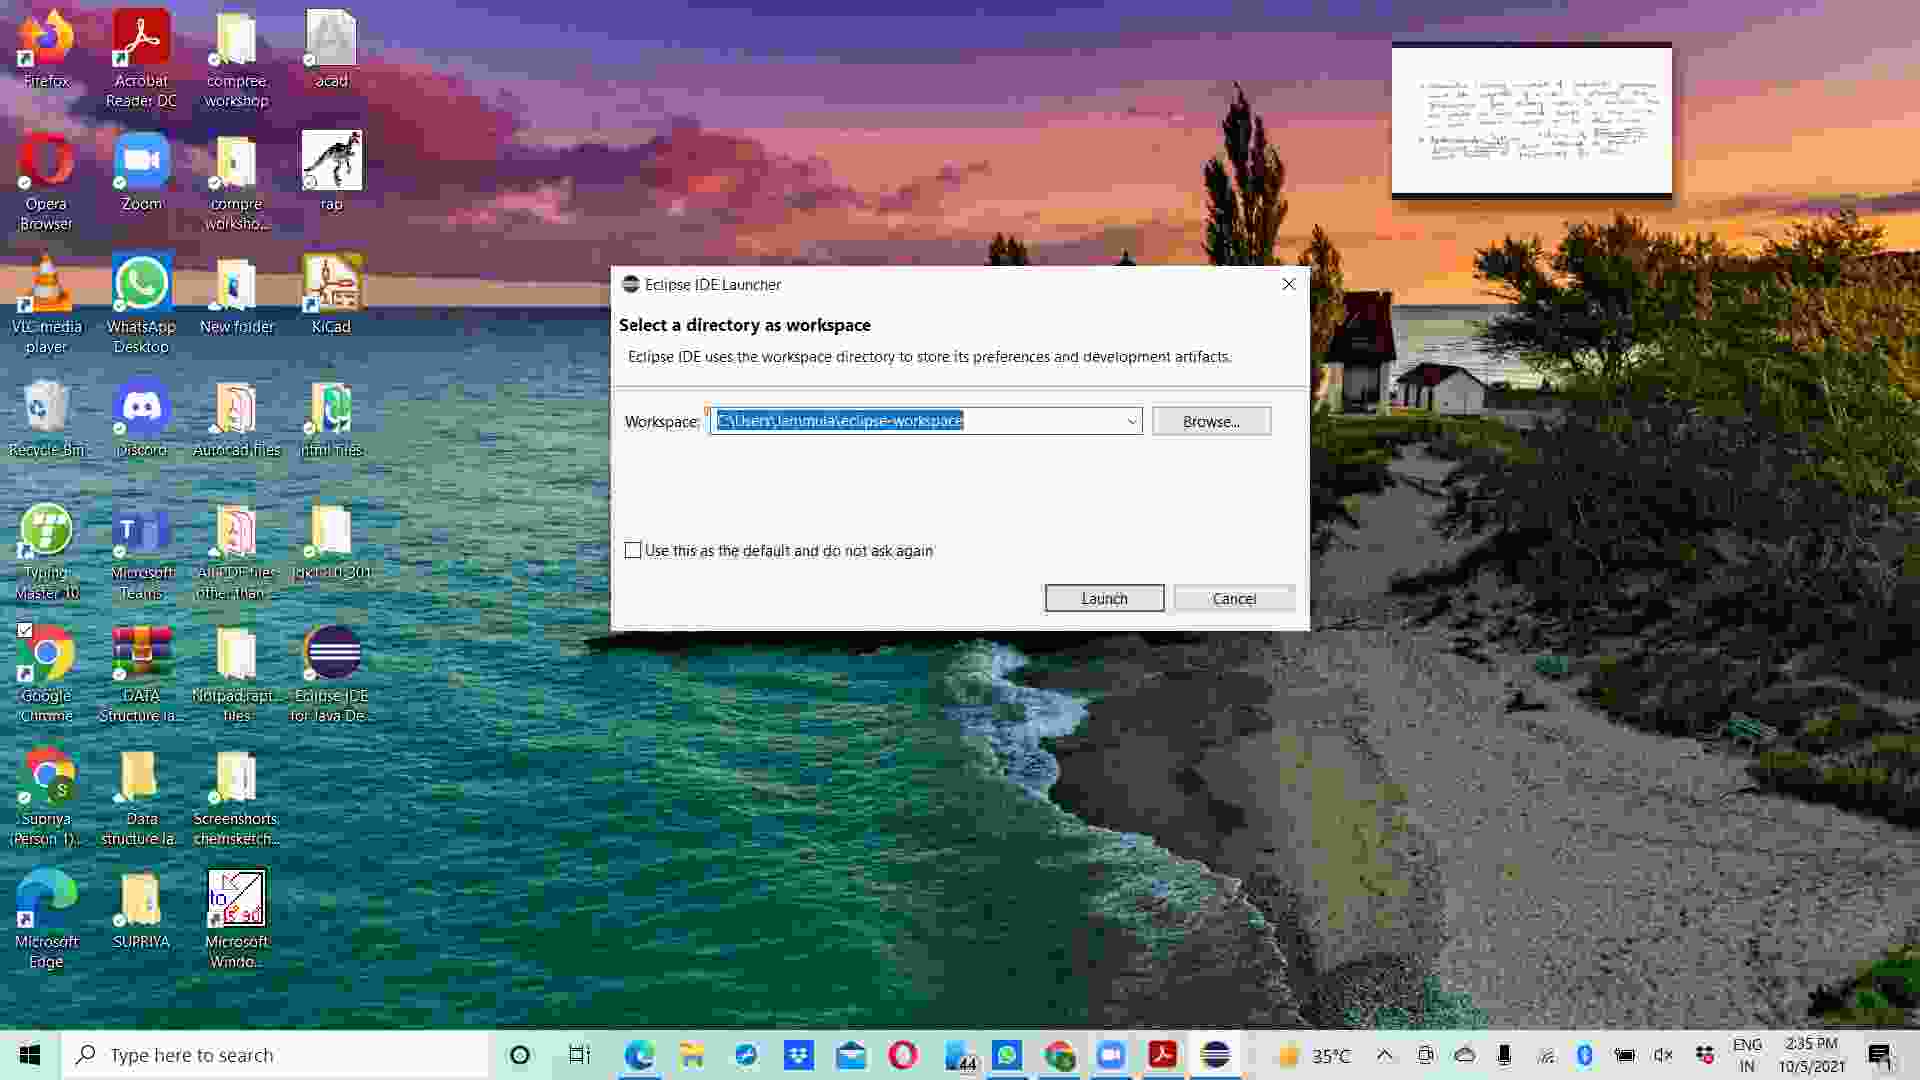 Firefox
Acrobat
Reader DC
compree
workshop
acad
Opera
Browser
Zoom
compre
worksho...
rap
VLC media
player
WhatsApp
Desktop
New folder
KiCad
Recycle Bin
Discord
Autocad files
html files
Typing
Master 10
Microsoft
Teams
All PDF files
other than ...
Google
Chrome
DATA
Structure la...
Notpad,rapt...
files
Eclipse IDE
for Java De...
Supriya
(Person 1)...
Data
structure la...
Screenshorts,
chemsketch...
Microsoft
Edge
SUPRIYA
Microsoft
Windo...
Eclipse IDE Launcher
Select a directory as workspace
Eclipse IDE uses the workspace directory to store its preferences and development artifacts.
Workspace:
Browse...
Use this as the default and do not ask again
Launch
Cancel
Type here to search
44
35°C
ENG
IN
2:35 PM
10/5/2021